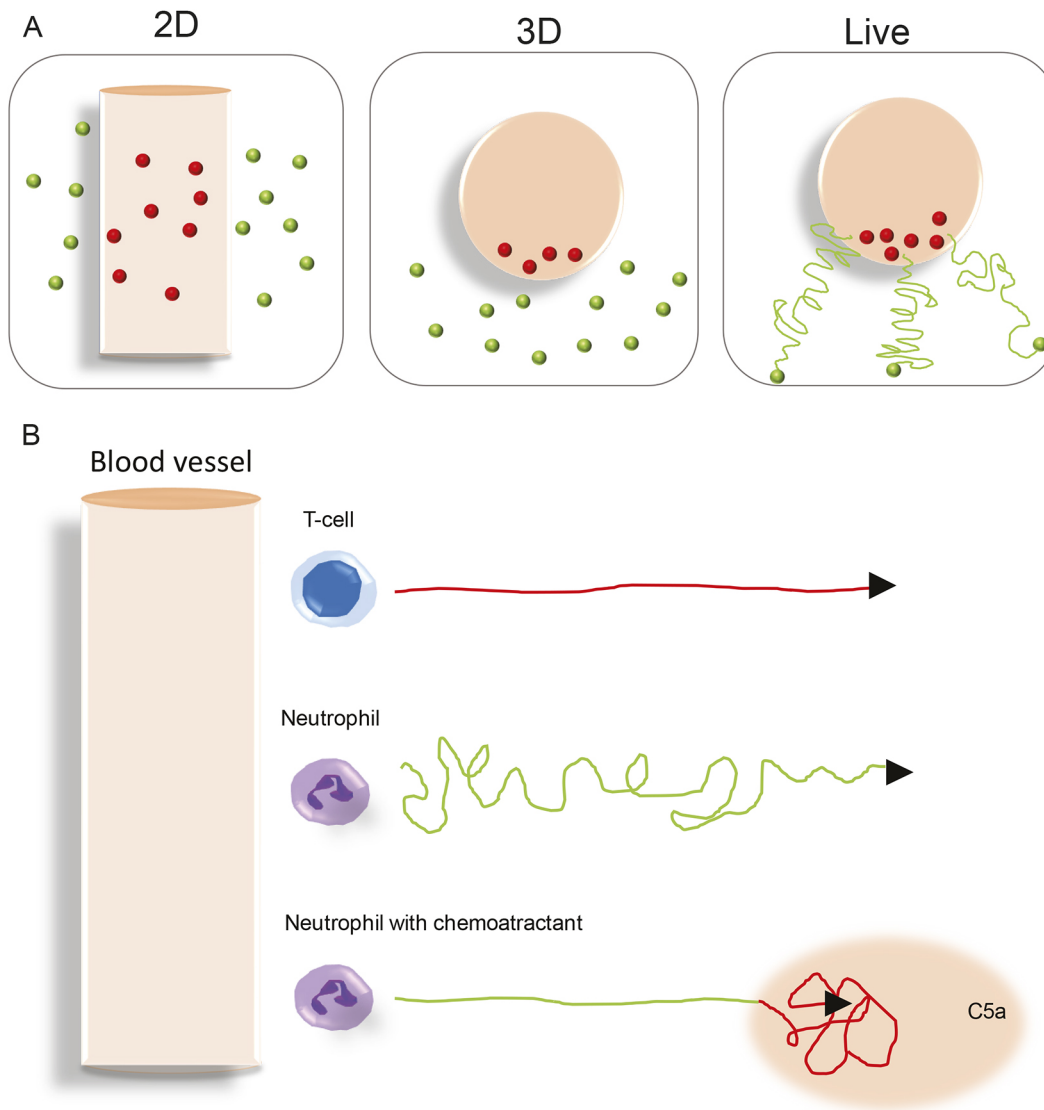 A
2D
3D
Live
B
Blood vessel
T-cell
Neutrophil
Neutrophil with chemoatractant
C5a